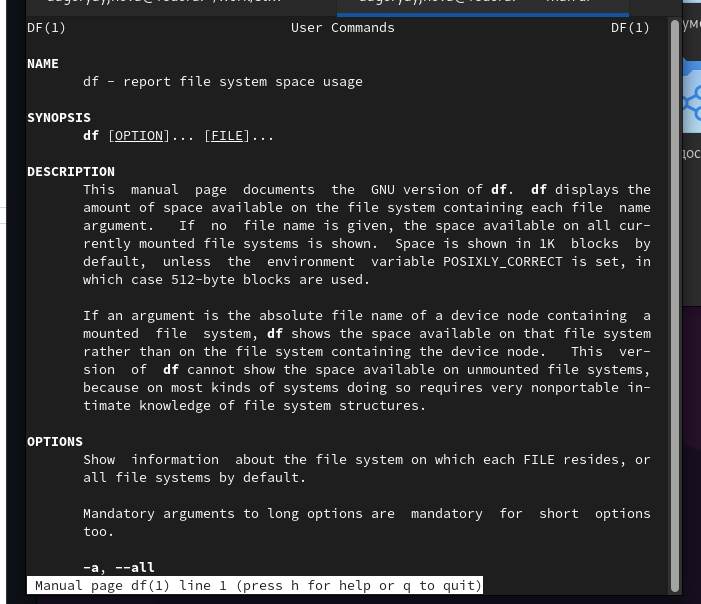 DF(1) User Commands DF(1)
NAME
df - report file system space usage
SYNOPSIS
df [OPTION]... [FILE]...
DESCRIPTION
This manual page documents the GNU version of df. df displays the
amount of space available on the file system containing each file name
argument. If no file name is given, the space available on all cur-
rently mounted file systems is shown. Space is shown in 1K blocks by
default, unless the environment variable POSIXLY_CORRECT is set, in
which case 512-byte blocks are used.
If an argument is the absolute file name of a device node containing a
mounted file system, df shows the space available on that file system
rather than on the file system containing the device node. This ver-
sion of df cannot show the space available on unmounted file systems,
because on most kinds of systems doing so requires very nonportable in-
timate knowledge of file system structures.
OPTIONS
Show information about the file system on which each FILE resides, or
all file systems by default.
Mandatory arguments to long options are mandatory for short options
too.
-a, --all
Manual page df(1) line 1 (press h for help or q to quit)